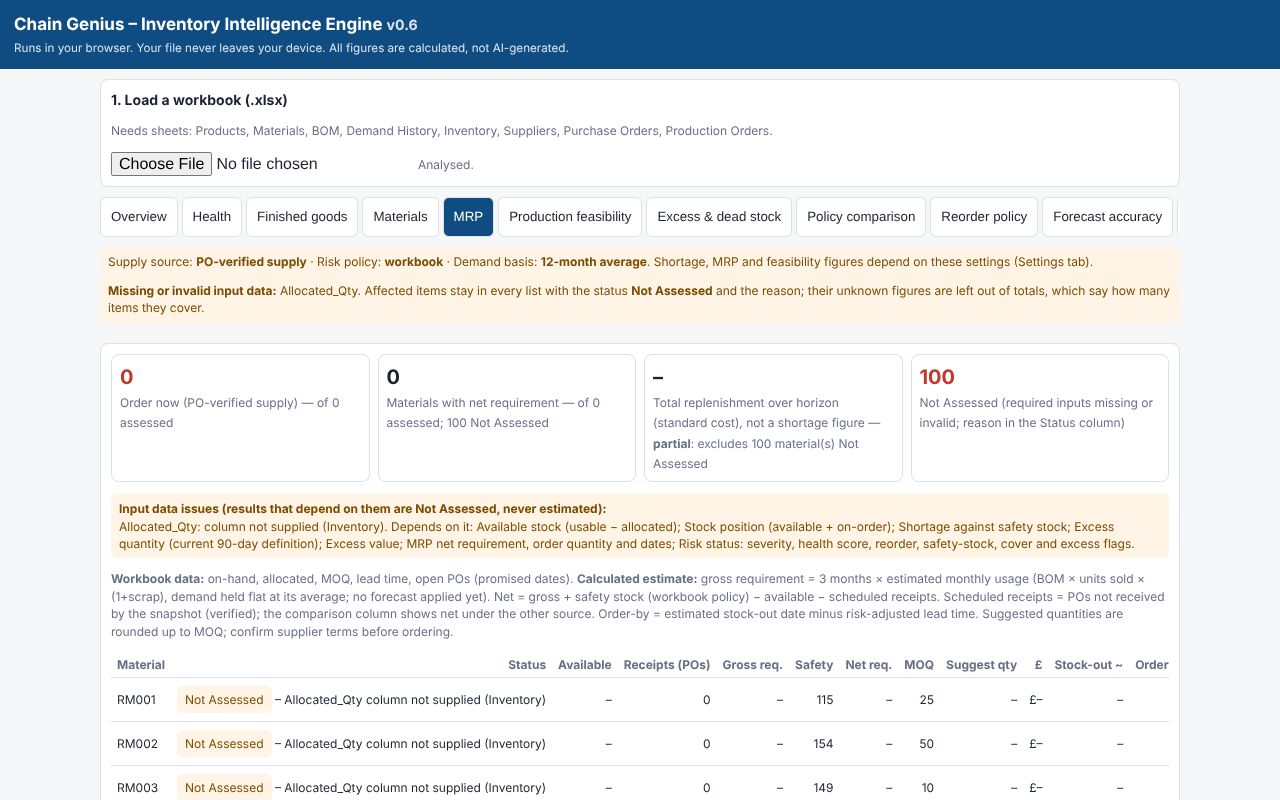 Chain Genius – Inventory Intelligence Engine v0.6
Runs in your browser. Your file never leaves your device. All figures are calculated, not AI-generated.
1. Load a workbook (.xlsx)
Needs sheets: Products, Materials, BOM, Demand History, Inventory, Suppliers, Purchase Orders, Production Orders.
Choose File No file chosen Analysed.
Overview Health Finished goods Materials MRP Production feasibility Excess & dead stock Policy comparison Reorder policy Forecast accuracy
Supply source: PO-verified supply · Risk policy: workbook · Demand basis: 12-month average. Shortage, MRP and feasibility figures depend on these settings (Settings tab).
Missing or invalid input data: Allocated_Qty. Affected items stay in every list with the status Not Assessed and the reason; their unknown figures are left out of totals, which say how many
items they cover.
0
Order now (PO-verified supply) — of 0
assessed
0
Materials with net requirement — of 0
assessed; 100 Not Assessed
–
Total replenishment over horizon
(standard cost), not a shortage figure —
partial: excludes 100 material(s) Not
Assessed
100
Not Assessed (required inputs missing or
invalid; reason in the Status column)
Input data issues (results that depend on them are Not Assessed, never estimated):
Allocated_Qty: column not supplied (Inventory). Depends on it: Available stock (usable − allocated); Stock position (available + on-order); Shortage against safety stock; Excess
quantity (current 90-day definition); Excess value; MRP net requirement, order quantity and dates; Risk status: severity, health score, reorder, safety-stock, cover and excess flags.
Workbook data: on-hand, allocated, MOQ, lead time, open POs (promised dates). Calculated estimate: gross requirement = 3 months × estimated monthly usage (BOM × units sold ×
(1+scrap), demand held flat at its average; no forecast applied yet). Net = gross + safety stock (workbook policy) − available − scheduled receipts. Scheduled receipts = POs not received
by the snapshot (verified); the comparison column shows net under the other source. Order-by = estimated stock-out date minus risk-adjusted lead time. Suggested quantities are
rounded up to MOQ; confirm supplier terms before ordering.
Material Status Available Receipts (POs) Gross req. Safety Net req. MOQ Suggest qty £ Stock-out ~ Order
RM001 Not Assessed – Allocated_Qty column not supplied (Inventory) – 0 – 115 – 25 – £– –
RM002 Not Assessed – Allocated_Qty column not supplied (Inventory) – 0 – 154 – 50 – £– –
RM003 Not Assessed – Allocated_Qty column not supplied (Inventory) – 0 – 149 – 10 – £– –